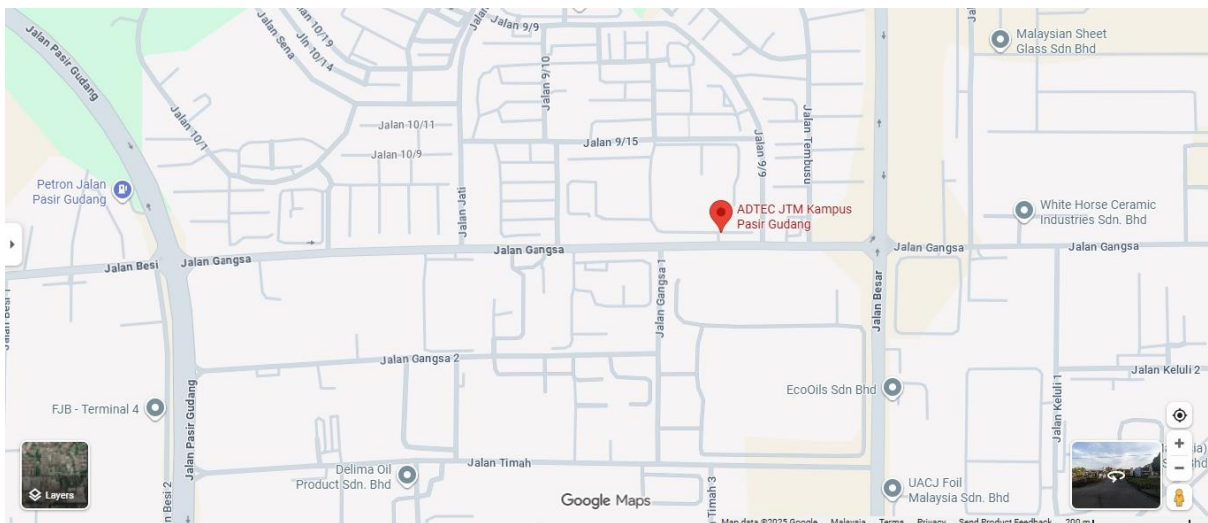 Jalan 9/9
Jalan 10/19
Jalan Sena
Jln 10/14
Jalan Pasir Gudang
Malaysian Sheet
Glass Sdn Bhd
Jalan 9/10
Jalan 10/1
Jalan 10/11
Jalan 9/15
Jalan 10/9
Jalan 9/9
Jalan Tembusu
Petron Jalan
Pasir Gudang
Jalan Jati
ADTEC JTM Kampus
Pasir Gudang
White Horse Ceramic
Industries Sdn. Bhd
Jalan Besi
Jalan Gangsa
Jalan Gangsa
Jalan Gangsa
Jalan Gangsa
Jalan Gangsa 1
Jalan Besar
Jalan Gangsa 2
Jalan Keluli 2
EcoOils Sdn Bhd
Jalan Keluli 1
FJB - Terminal 4
Jalan Pasir Gudang
Delima Oil
Product Sdn. Bhd
Jalan Timah
UACJ Foil
Malaysia Sdn. Bhd
Layers
Google Maps
Map data ©2025 Google Malaysia Terms Privacy Send Product Feedback 200 m